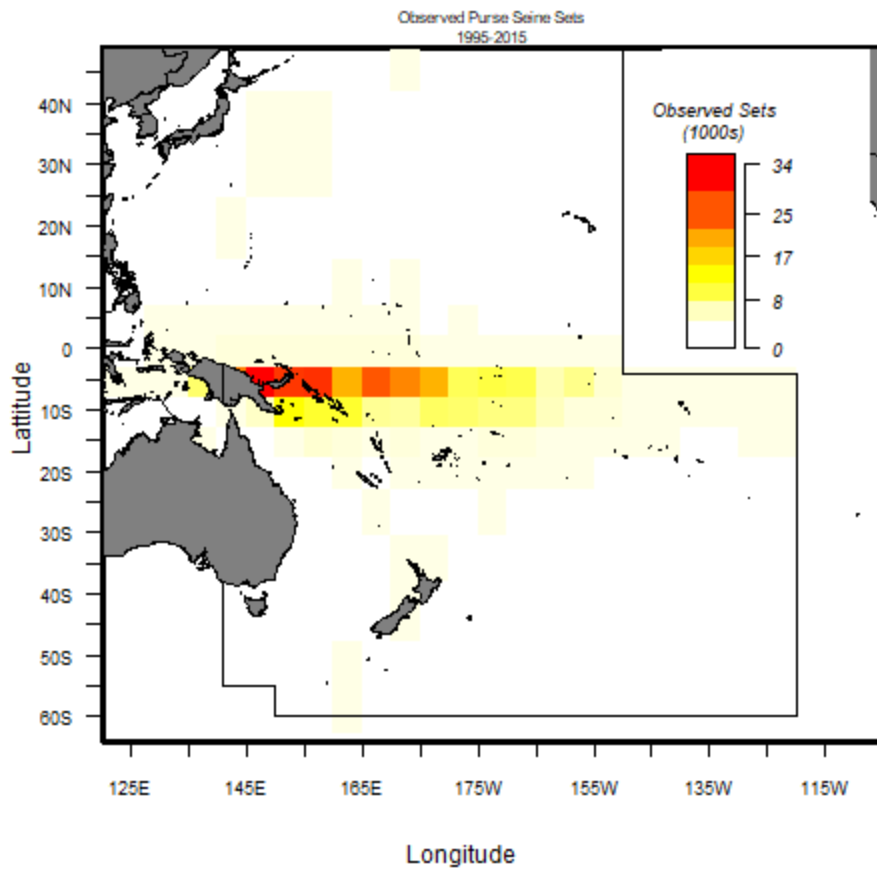 Observed Purse Seine Sets
1995-2015
Observed Sets
(1000s)
34
25
17
8
0
40N
30N
20N
10N
0
10S
20S
30S
40S
50S
60S
Lattitude
125E 145E 165E 175W 155W 135W 115W
Longitude